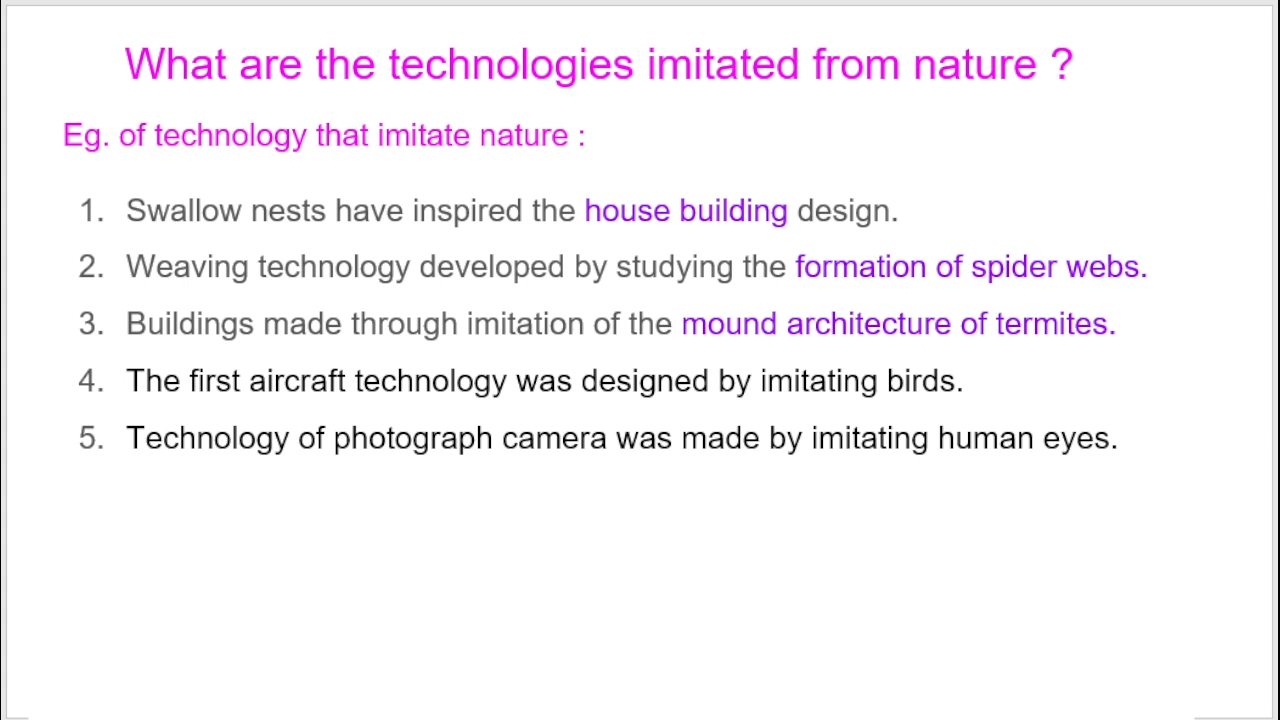 What are the technologies imitated from nature ?
Eg. of technology that imitate nature :
1. Swallow nests have inspired the house building design.
2. Weaving technology developed by studying the formation of spider webs.
3. Buildings made through imitation of the mound architecture of termites.
4. The first aircraft technology was designed by imitating birds.
5. Technology of photograph camera was made by imitating human eyes.